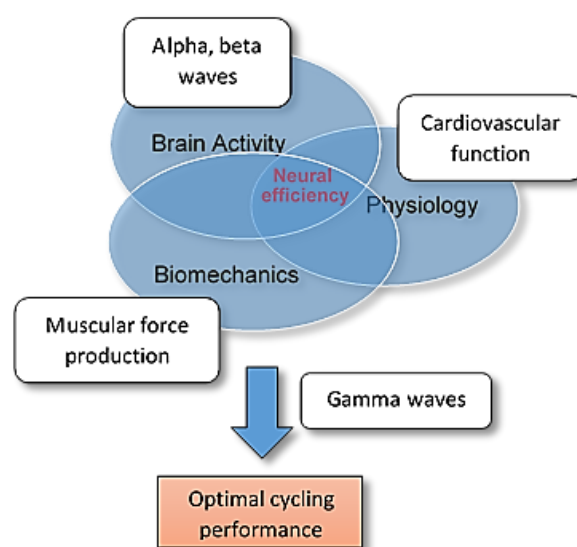 Alpha, beta
waves
Brain Activity
Cardiovascular
function
Neural
efficiency
Physiology
Biomechanics
Muscular force
production
Gamma waves
Optimal cycling
performance